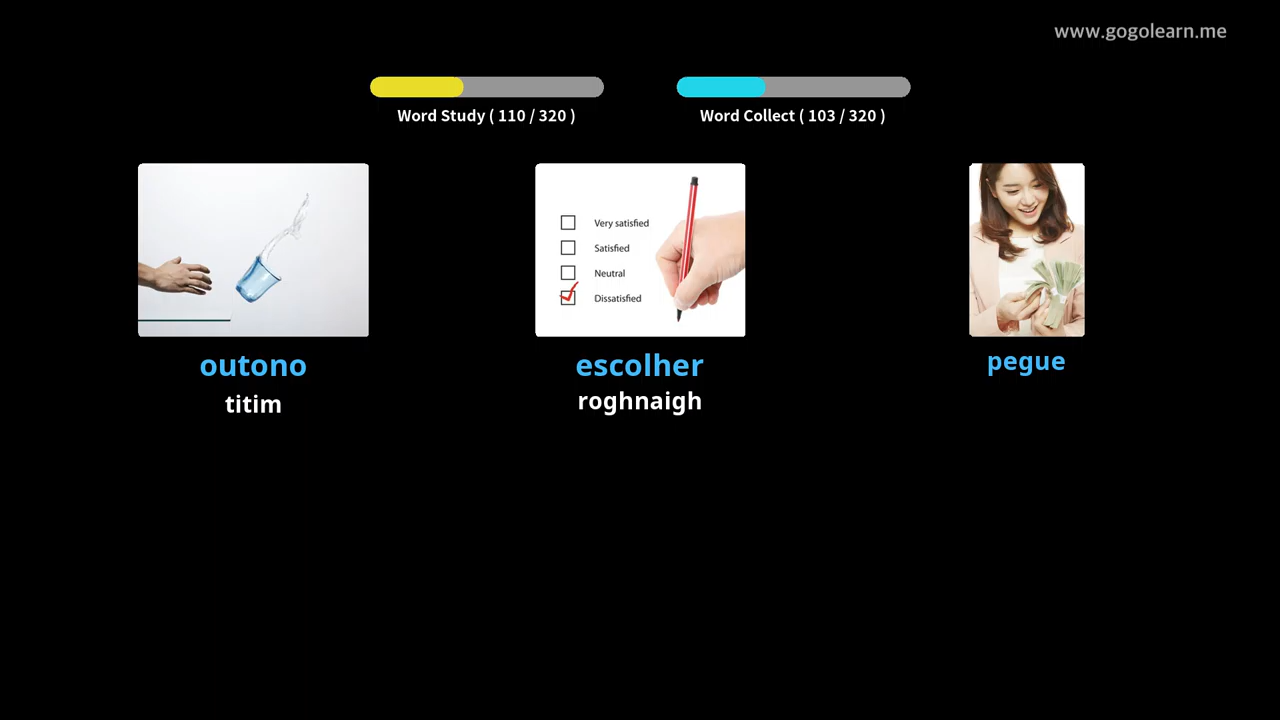 www.gogolearn.me
Word Study ( 110 / 320 )
Word Collect ( 103 / 320 )
Very satisfied
Satisfied
Neutral
Dissatisfied
outono
titim
escolher
roghnaigh
pegue